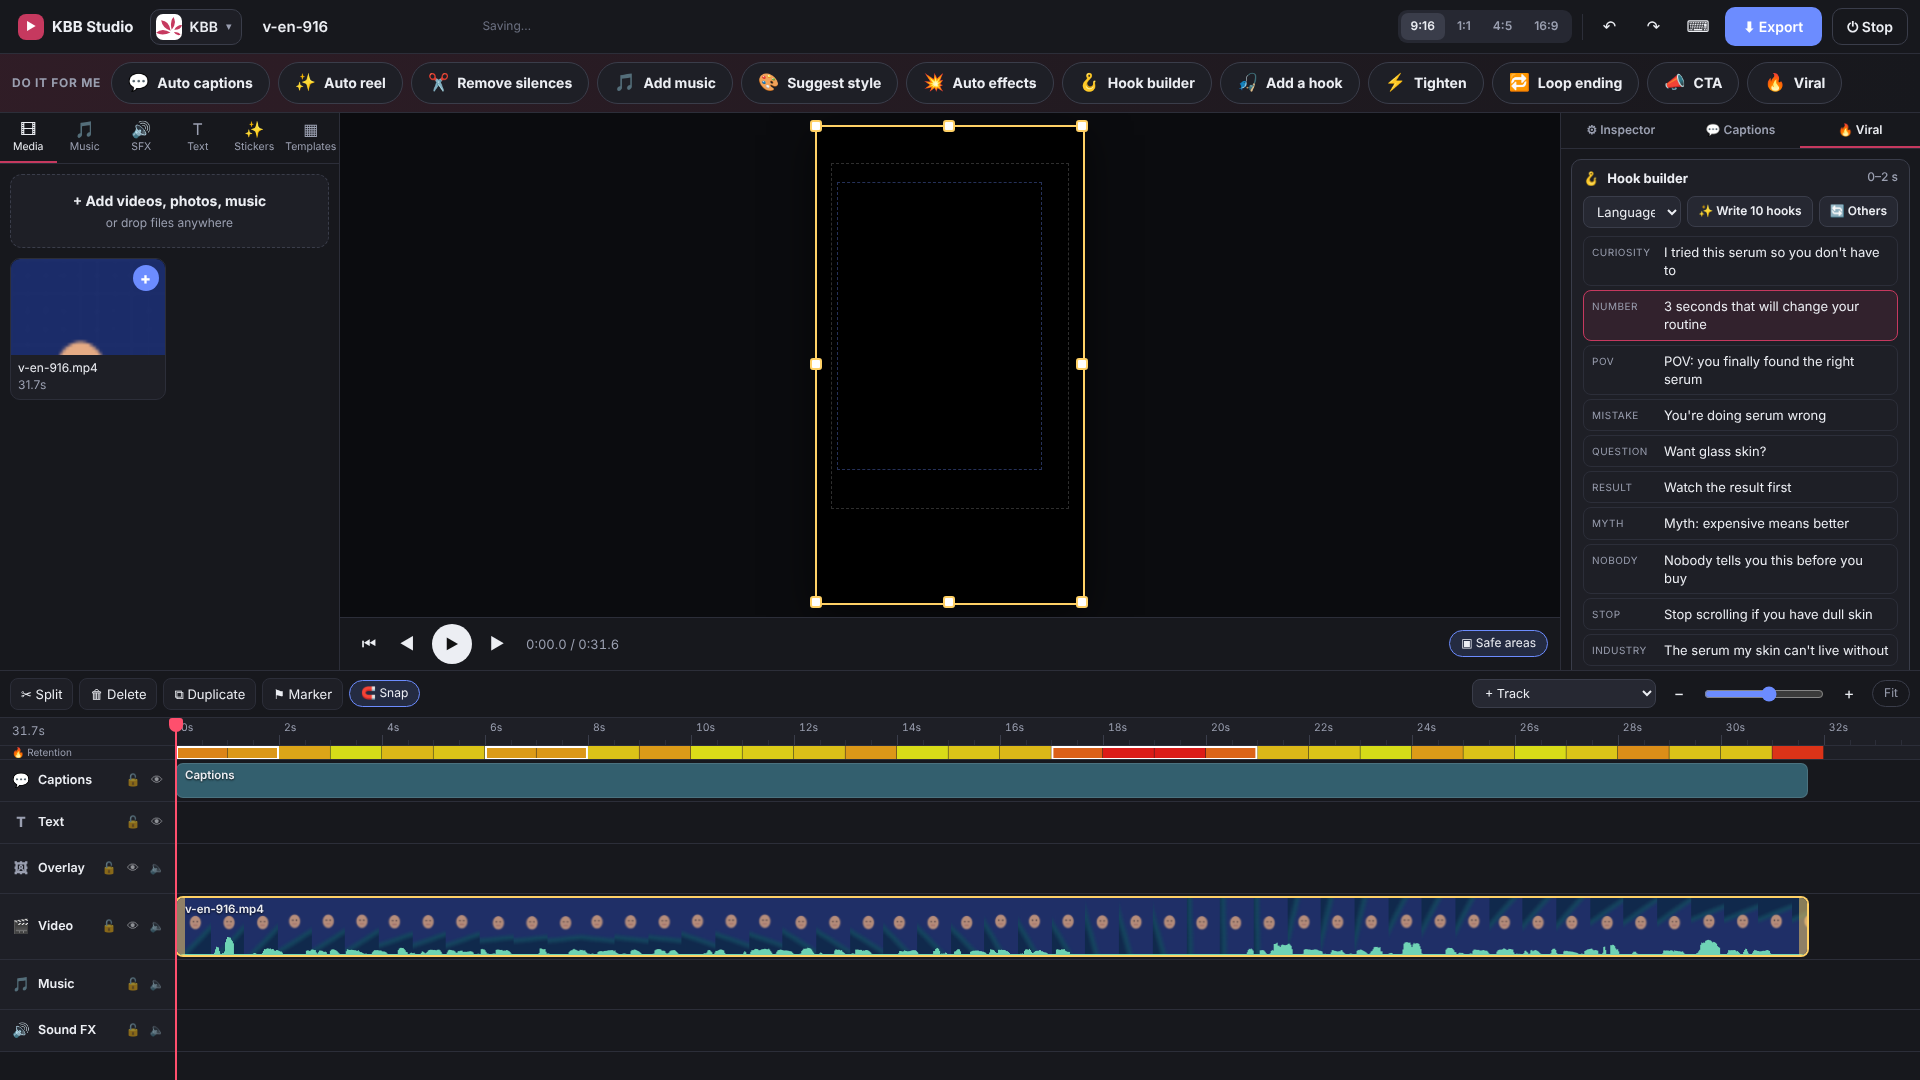 KBB Studio
KBB
v-en-916
Saving...
9:16
1:1
4:5
16:9
Export
Stop
DO IT FOR ME
Auto captions
Auto reel
Remove silences
Add music
Suggest style
Auto effects
Hook builder
Add a hook
Tighten
Loop ending
CTA
Viral
Media
Music
SFX
Text
Stickers
Templates
+ Add videos, photos, music
or drop files anywhere
v-en-916.mp4
31.7s
0:00.0 / 0:31.6
Safe areas
Inspector
Captions
Viral
Hook builder
0–2 s
Language
Write 10 hooks
Others
CURIOSITY
I tried this serum so you don't have
to
NUMBER
3 seconds that will change your
routine
POV
POV: you finally found the right
serum
MISTAKE
You're doing serum wrong
QUESTION
Want glass skin?
RESULT
Watch the result first
MYTH
Myth: expensive means better
NOBODY
Nobody tells you this before you
buy
STOP
Stop scrolling if you have dull skin
INDUSTRY
The serum my skin can't live without
Split
Delete
Duplicate
Marker
Snap
+ Track
Fit
31.7s
0s
2s
4s
6s
8s
10s
12s
14s
16s
18s
20s
22s
24s
26s
28s
30s
32s
Retention
Captions
Captions
Text
Overlay
Video
v-en-916.mp4
Music
Sound FX